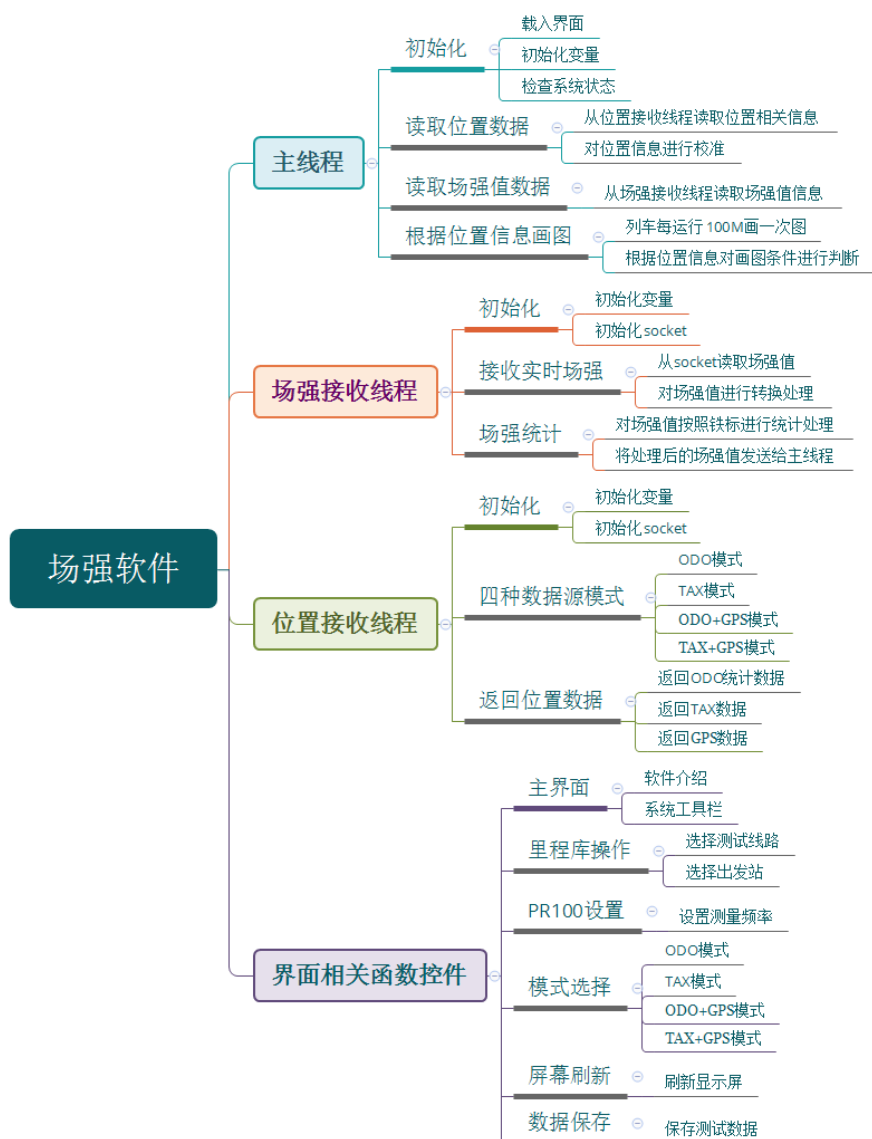 场强软件
主线程
初始化
载入界面
初始化变量
检查系统状态
读取位置数据
从位置接收线程读取位置相关信息
对位置信息进行校准
读取场强值数据
从场强接收线程读取场强值信息
根据位置信息画图
列车每运行 100M画一次图
根据位置信息对画图条件进行判断
场强接收线程
初始化
初始化变量
初始化 socket
接收实时场强
从socket读取场强值
对场强值进行转换处理
场强统计
对场强值按照铁标进行统计处理
将处理后的场强值发送给主线程
位置接收线程
初始化
初始化变量
初始化 socket
四种数据源模式
ODO模式
TAX模式
ODO+GPS模式
TAX+GPS模式
返回位置数据
返回ODO统计数据
返回TAX数据
返回GPS数据
界面相关函数控件
主界面
软件介绍
系统工具栏
里程库操作
选择测试线路
选择出发站
PR100设置
设置测量频率
模式选择
ODO模式
TAX模式
ODO+GPS模式
TAX+GPS模式
屏幕刷新
刷新显示屏
数据保存
保存测试数据